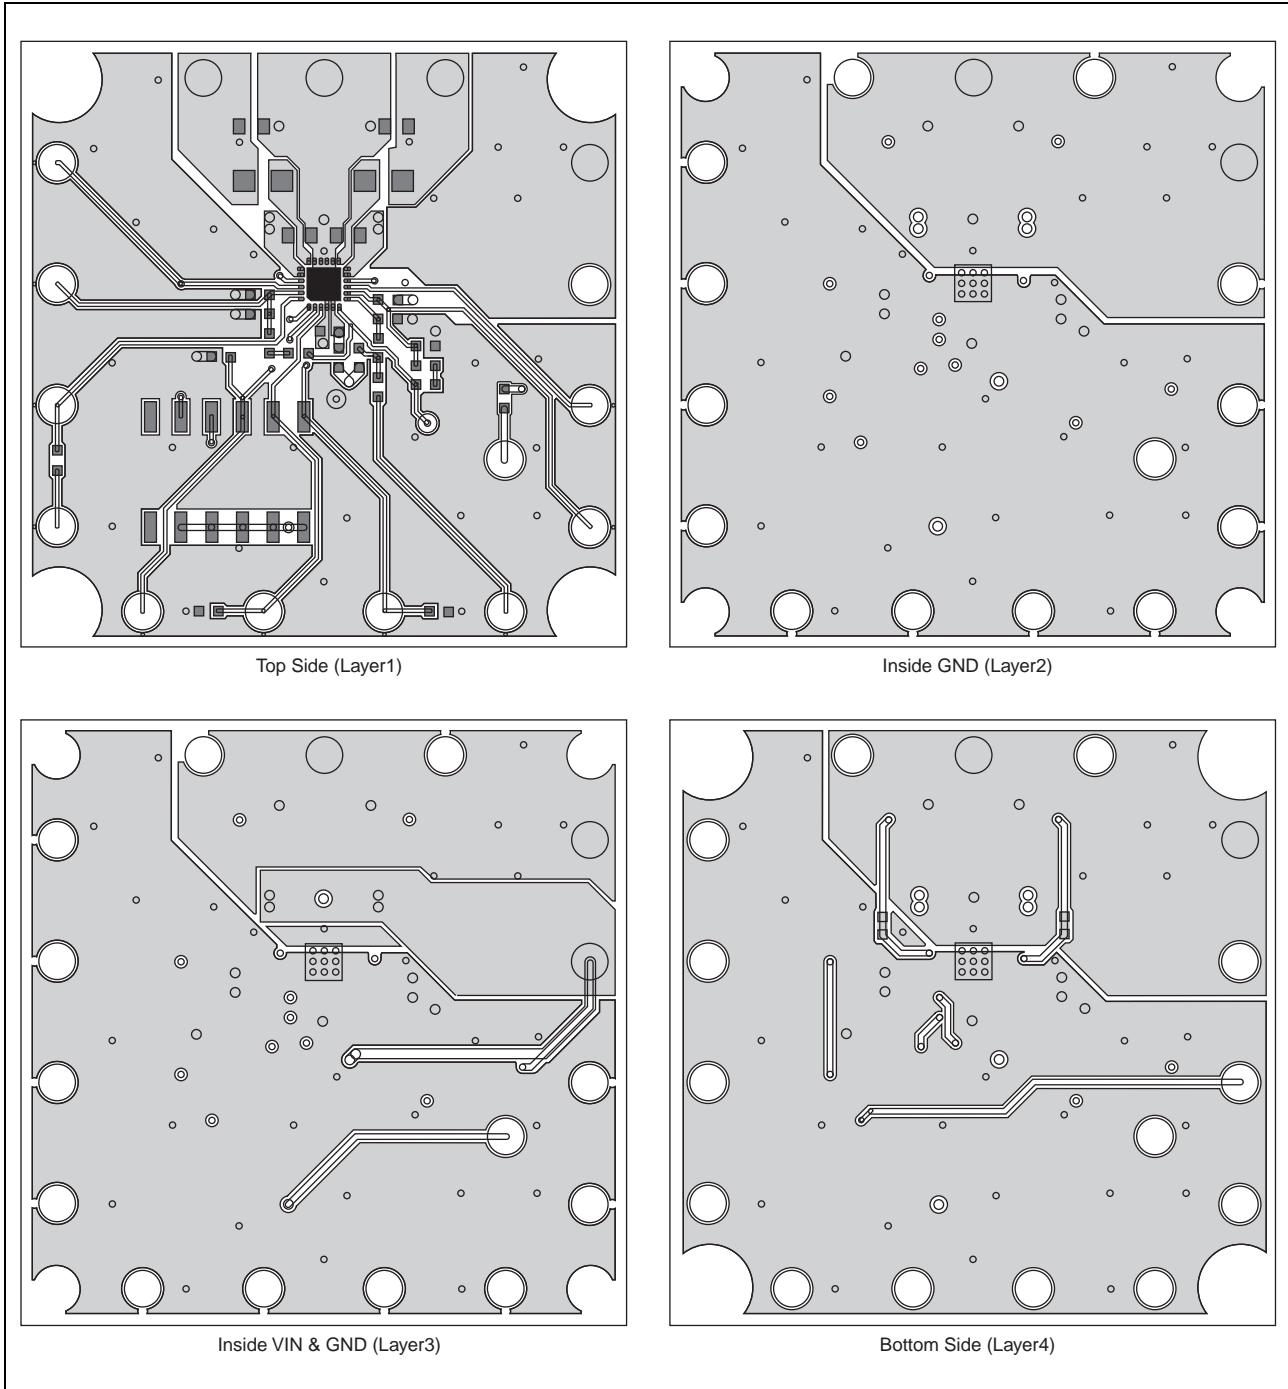 Top Side (Layer1)
Inside GND (Layer2)
Inside VIN & GND (Layer3)
Bottom Side (Layer4)